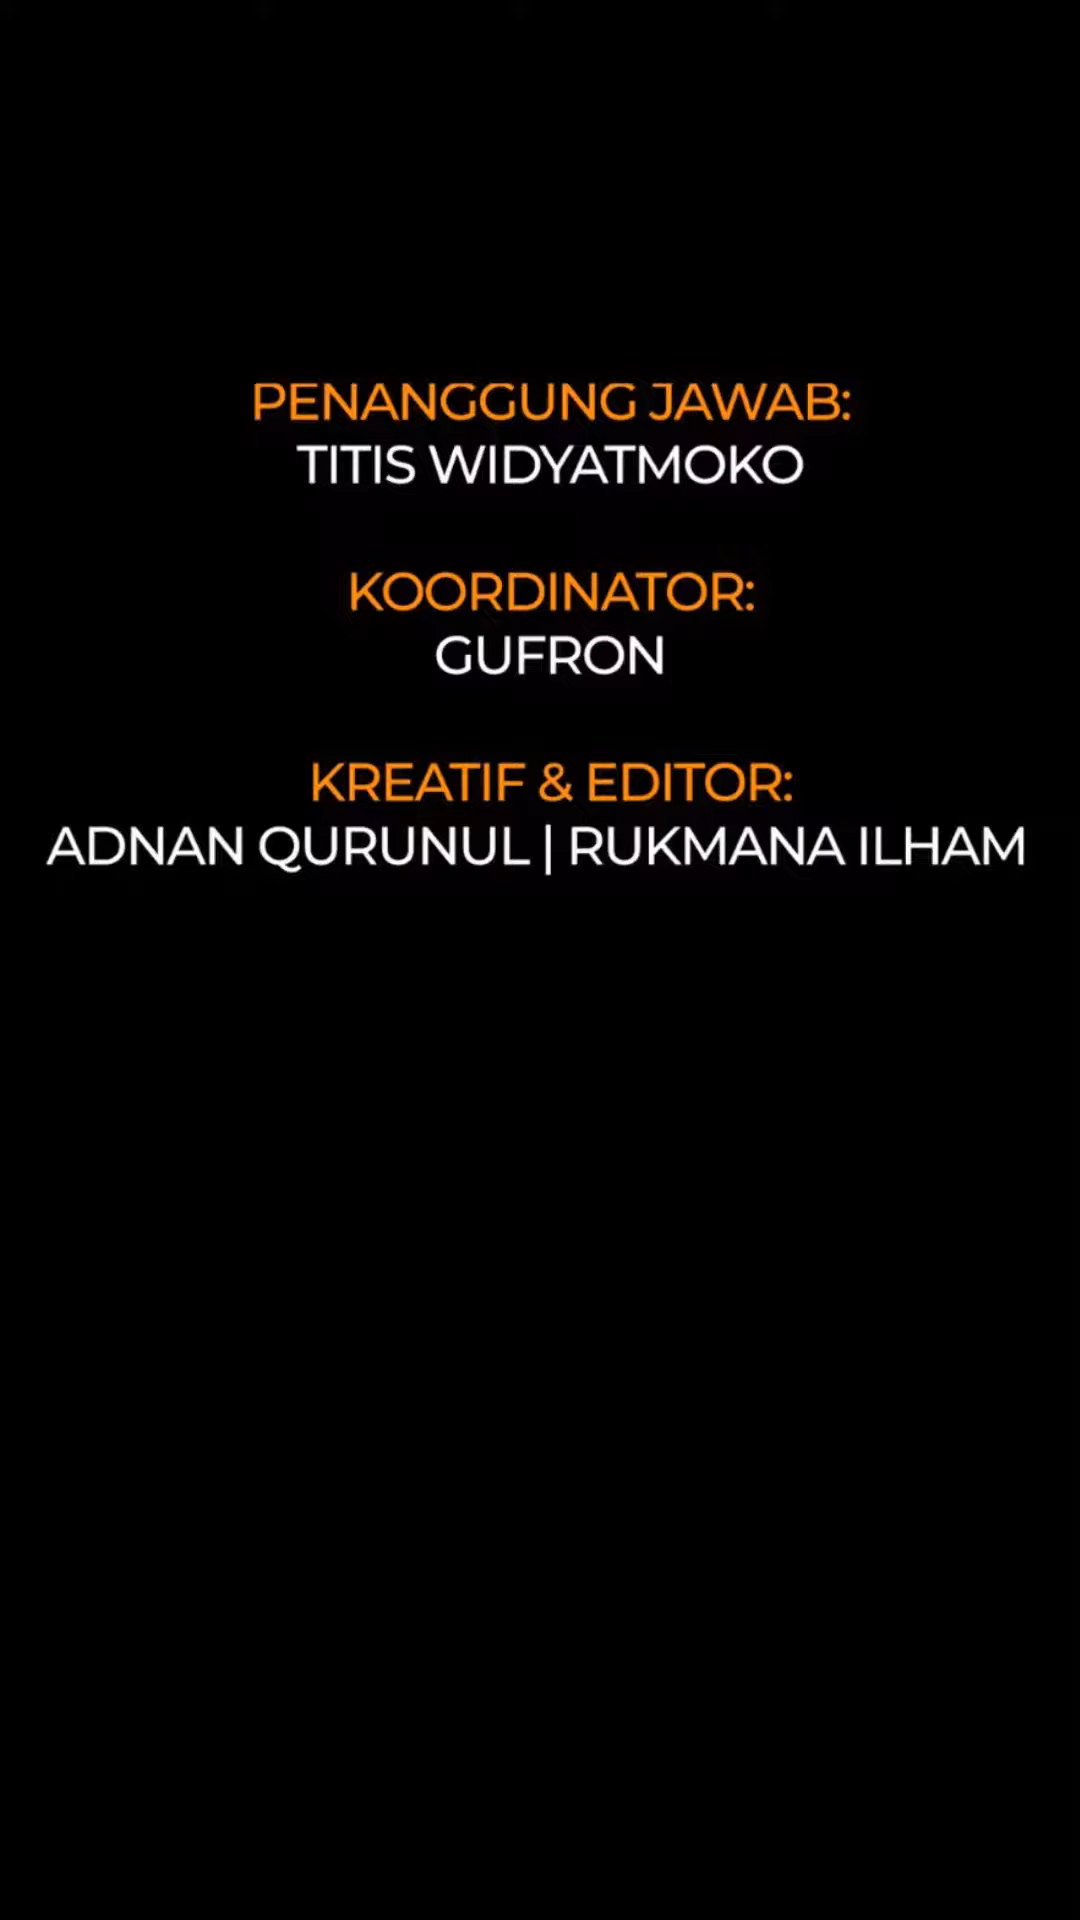 PENANGGUNG JAWAB:
TITIS WIDYATMOKO
KOORDINATOR:
GUFRON
KREATIF & EDITOR:
ADNAN QURUNUL | RUKMANA ILHAM